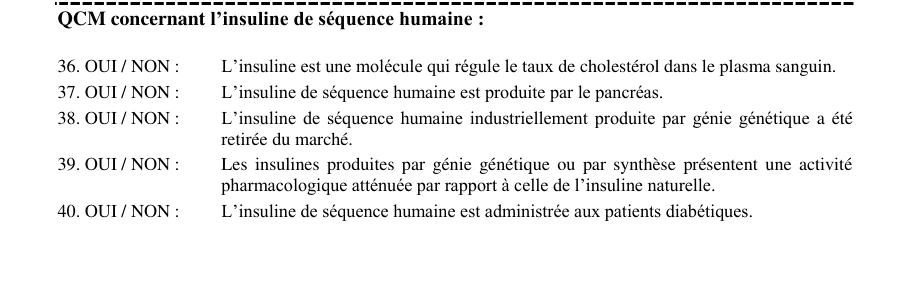 QCM concernant l’insuline de séquence humaine :
36. OUI / NON : L’insuline est une molécule qui régule le taux de cholestérol dans le plasma sanguin.
37. OUI / NON : L’insuline de séquence humaine est produite par le pancréas.
38. OUI / NON : L’insuline de séquence humaine industriellement produite par génie génétique a été
retirée du marché.
39. OUI / NON : Les insulines produites par génie génétique ou par synthèse présentent une activité
pharmacologique atténuée par rapport à celle de l’insuline naturelle.
40. OUI / NON : L’insuline de séquence humaine est administrée aux patients diabétiques.